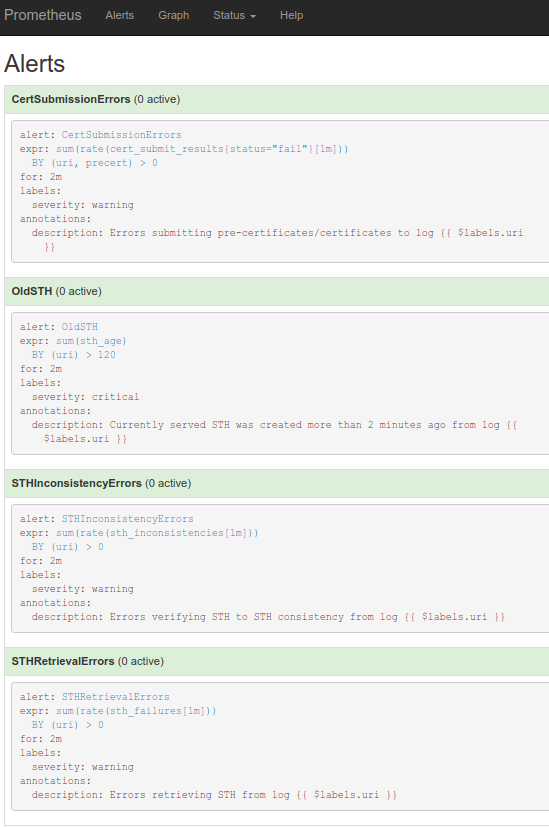 Prometheus Alerts Graph Status Help
Alerts
CertSubmissionErrors (0 active)
alert: CertSubmissionErrors
expr: sum(rate(cert_submit_results{status="fail"}[1m]))
BY (uri, precert) > 0
for: 2m
labels:
severity: warning
annotations:
description: Errors submitting pre-certificates/certificates to log {{ $labels.uri
}}
OldSTH (0 active)
alert: OldSTH
expr: sum(sth_age)
BY (uri) > 120
for: 2m
labels:
severity: critical
annotations:
description: Currently served STH was created more than 2 minutes ago from log {{
$labels.uri }}
STHInconsistencyErrors (0 active)
alert: STHInconsistencyErrors
expr: sum(rate(sth_inconsistencies[1m]))
BY (uri) > 0
for: 2m
labels:
severity: warning
annotations:
description: Errors verifying STH to STH consistency from log {{ $labels.uri }}
STHRetrievalErrors (0 active)
alert: STHRetrievalErrors
expr: sum(rate(sth_failures[1m]))
BY (uri) > 0
for: 2m
labels:
severity: warning
annotations:
description: Errors retrieving STH from log {{ $labels.uri }}